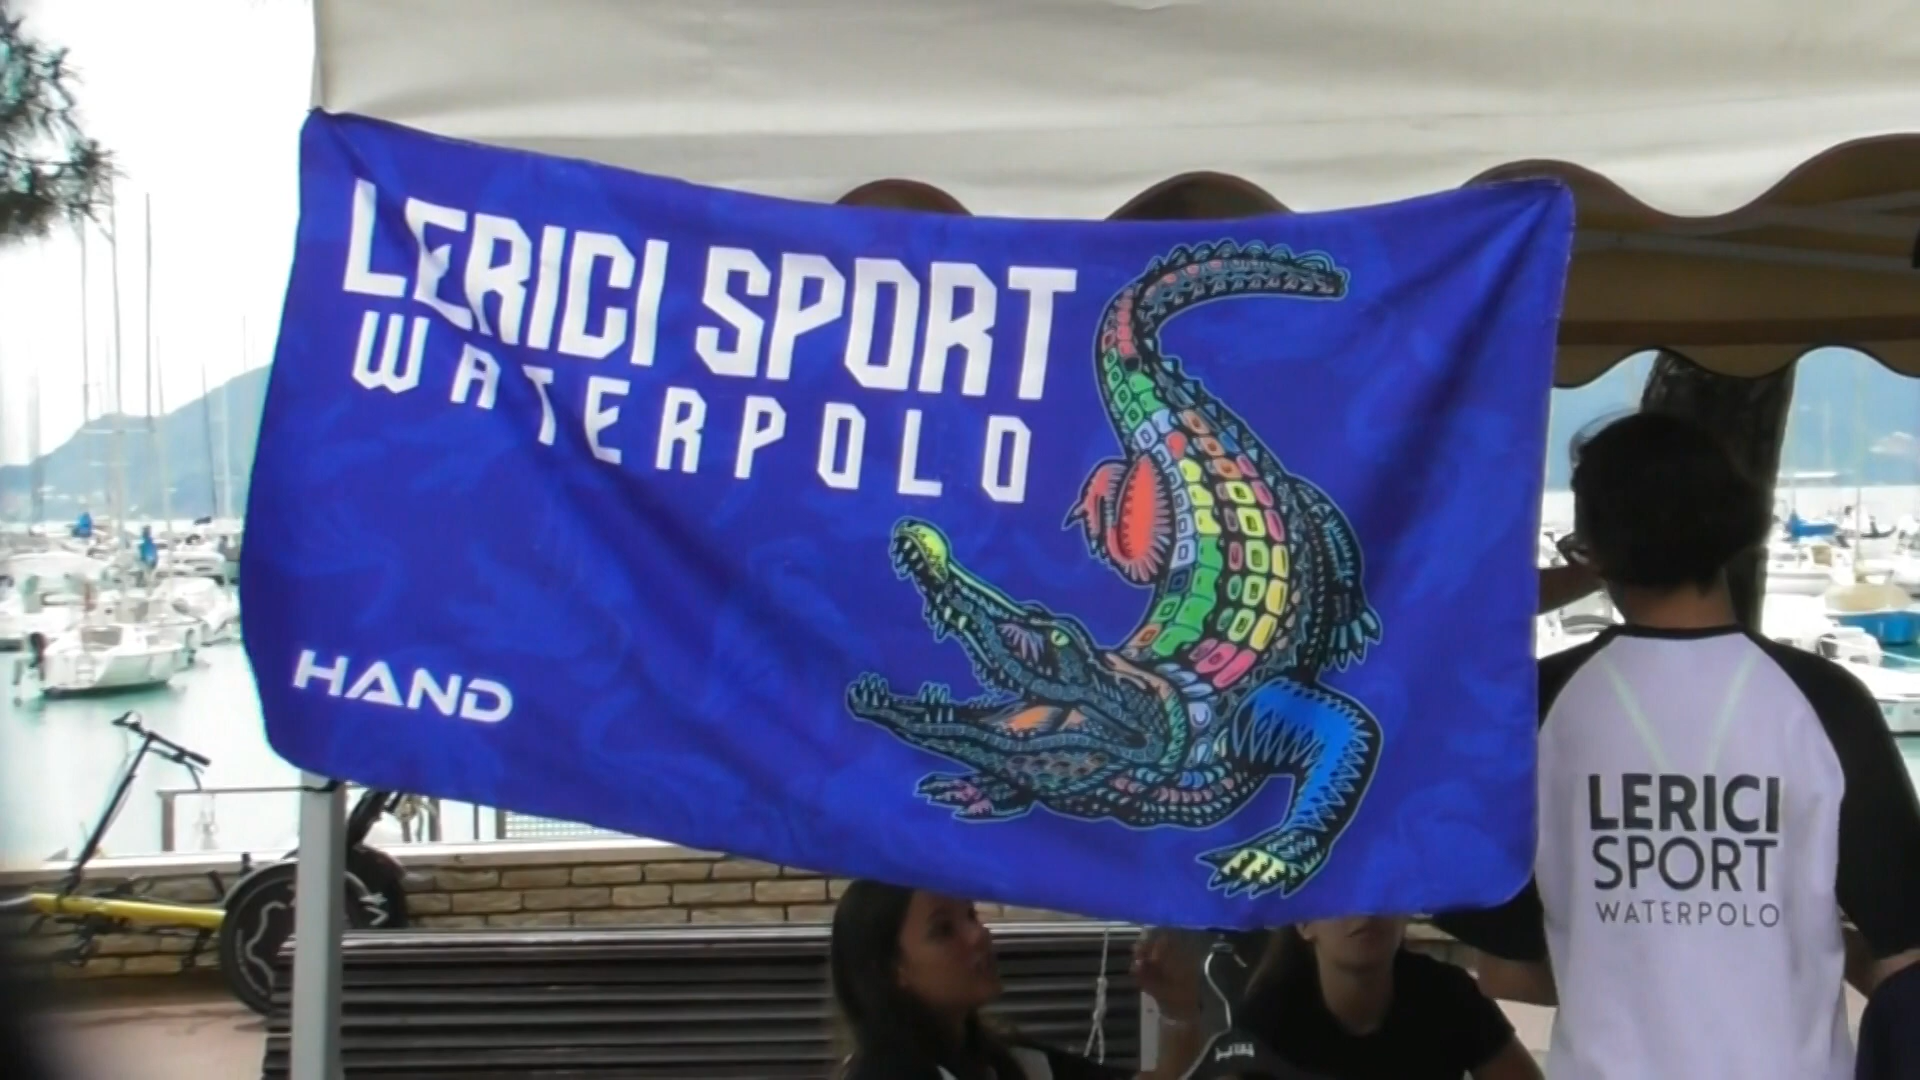 LERICI SPORT
WATERPOLO
HAND
LERICI
SPORT
WATERPOLO